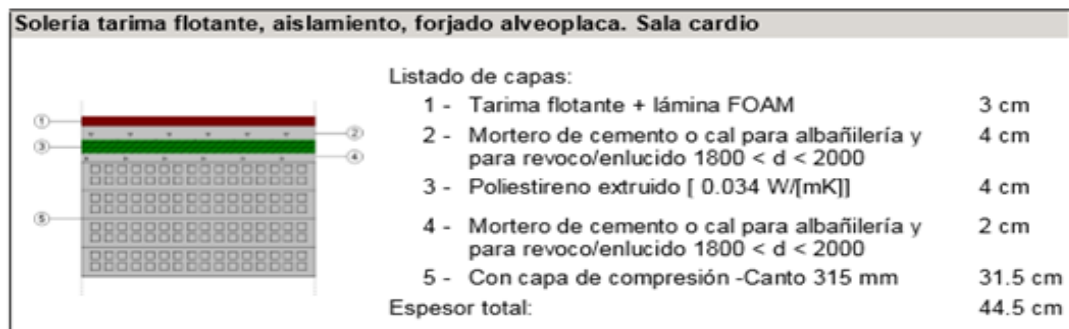 Solería tarima flotante, aislamiento, forjado alveoplaca. Sala cardio
Listado de capas:
1 - Tarima flotante + lámina FOAM 3 cm
2 - Mortero de cemento o cal para albañilería y 4 cm
para revoco/enlucido 1800 < d < 2000
3 - Poliestireno extruido [ 0.034 W/[mK]] 4 cm
4 - Mortero de cemento o cal para albañilería y 2 cm
para revoco/enlucido 1800 < d < 2000
5 - Con capa de compresión -Canto 315 mm 31.5 cm
Espesor total: 44.5 cm
1
2
3
4
5